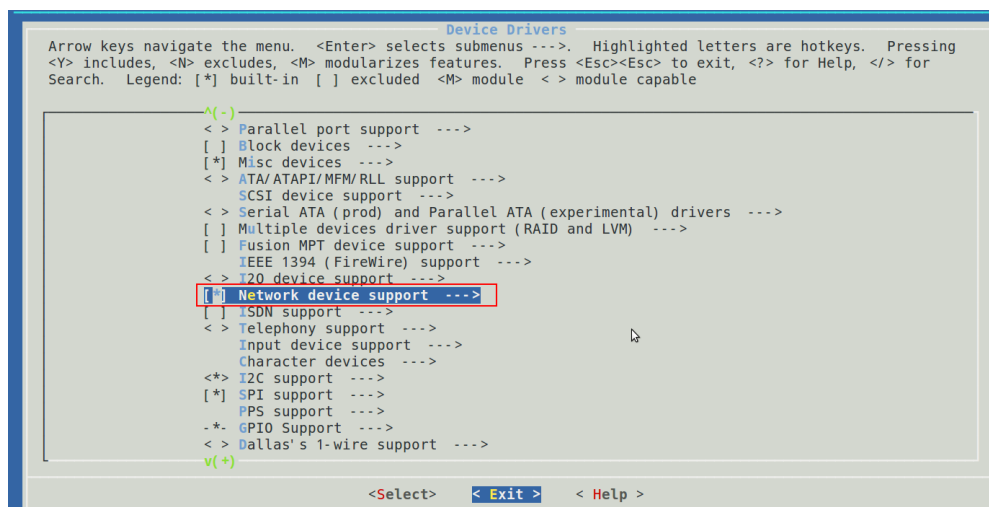 Device Drivers
Arrow keys navigate the menu.  <Enter> selects submenus --->.  Highlighted letters are hotkeys.  Pressing
<Y> includes, <N> excludes, <M> modularizes features.  Press <Esc><Esc> to exit, <?> for Help, </> for
Search.  Legend: [*] built-in  [ ] excluded  <M> module  < > module capable
^(-)
< > Parallel port support  --->
[ ] Block devices  --->
[*] Misc devices  --->
< > ATA/ATAPI/MFM/RLL support  --->
SCSI device support  --->
< > Serial ATA (prod) and Parallel ATA (experimental) drivers  --->
[ ] Multiple devices driver support (RAID and LVM)  --->
[ ] Fusion MPT device support  --->
IEEE 1394 (FireWire) support  --->
< > I2O device support  --->
[*] Network device support  --->
[ ] ISDN support  --->
< > Telephony support  --->
Input device support  --->
Character devices  --->
<*> I2C support  --->
[*] SPI support  --->
PPS support  --->
-*- GPIO Support  --->
< > Dallas's 1-wire support  --->
v(+)
<Select>    < Exit >    < Help >